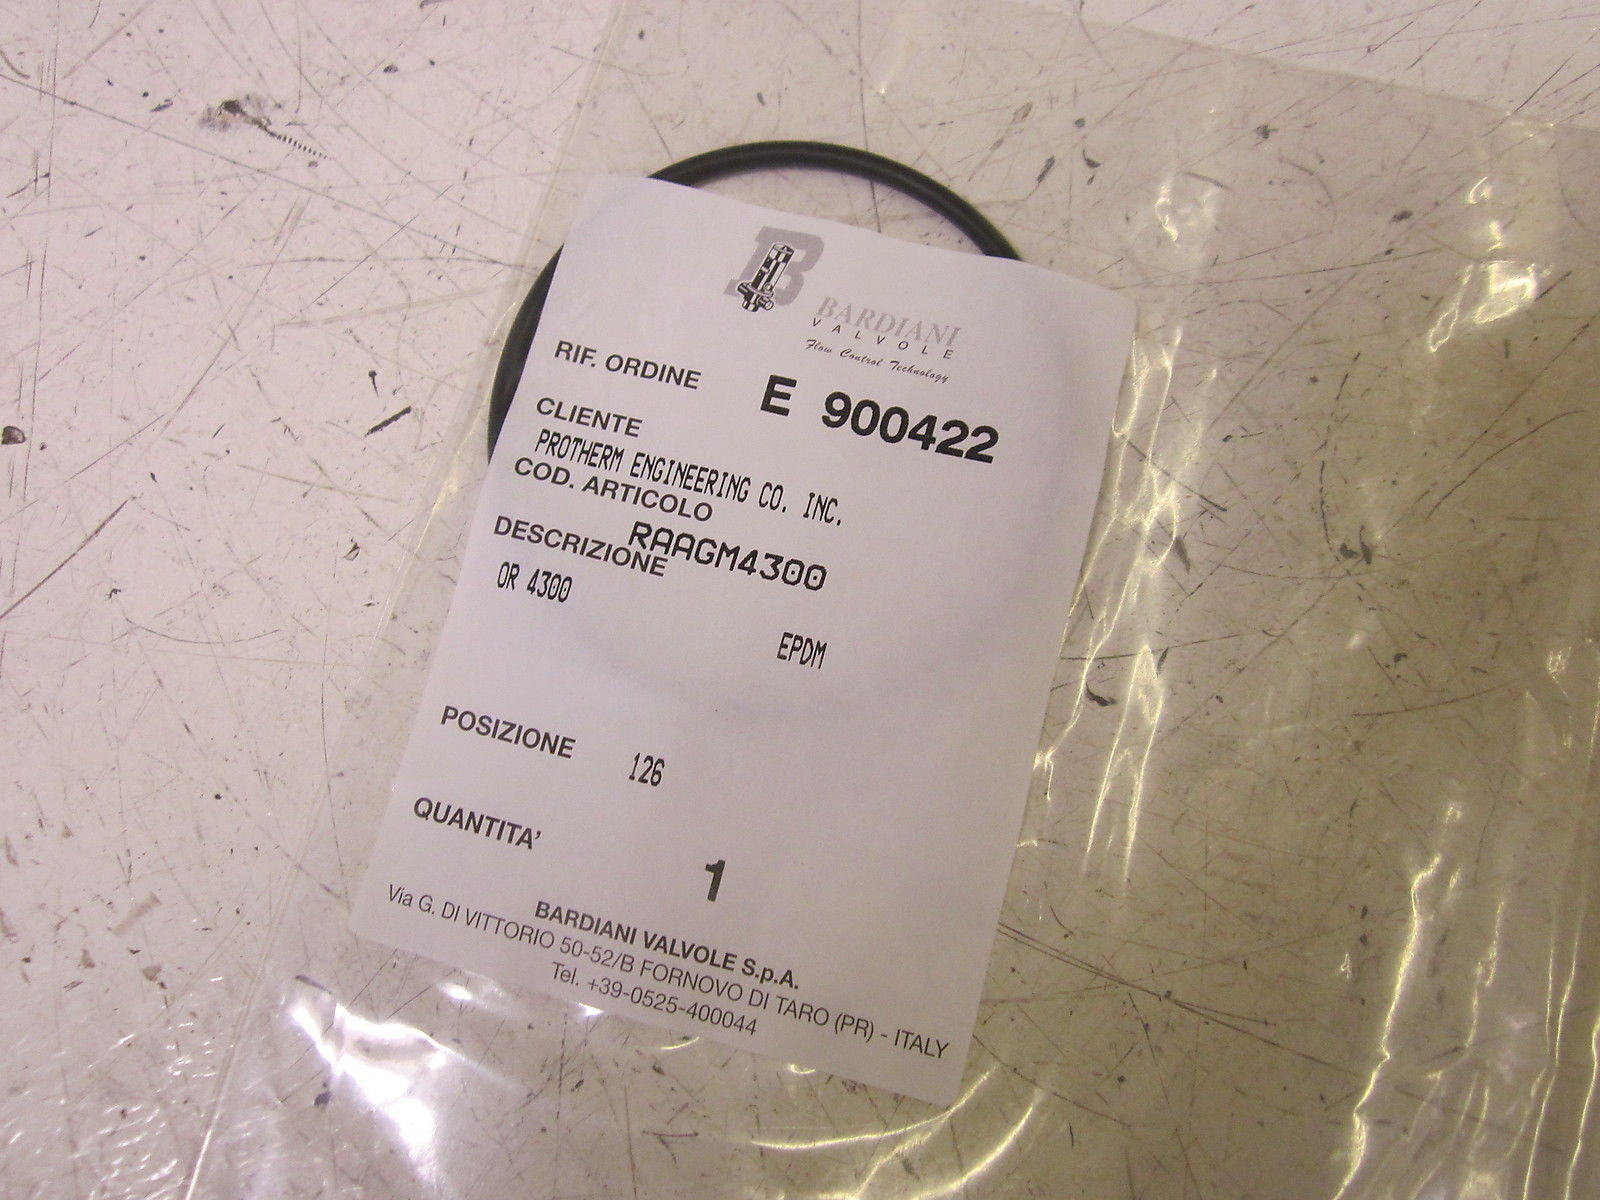 B
BARDIANI
VALVOLE
Flow Control Technology
RIF. ORDINE E 900422
CLIENTE
PROTHERM ENGINEERING CO. INC.
COD. ARTICOLO
RAAGM4300
DESCRIZIONE
OR 4300
EPDM
POSIZIONE 126
QUANTITA' 1
BARDIANI VALVOLE S.p.A.
Via G. DI VITTORIO 50-52/B FORNOVO DI TARO (PR) - ITALY
Tel. +39-0525-400044